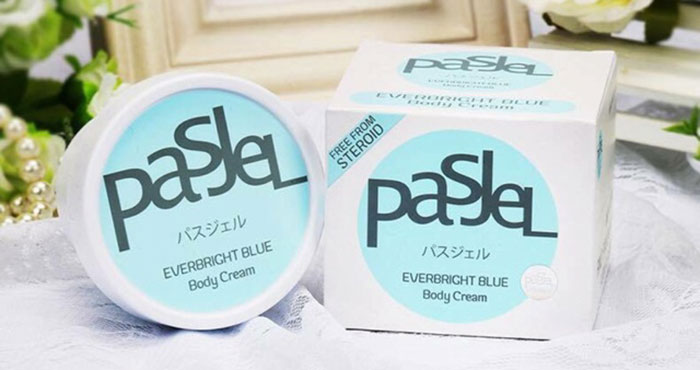 PasJeL
パスジェル
EVERBRIGHT BLUE
Body Cream
PasJeL
パスジェル
EVERBRIGHT BLUE
Body Cream
FREE FROM
STEROID
PasJeL
パスジェル
EVERBRIGHT BLUE
Body Cream
PasJeL